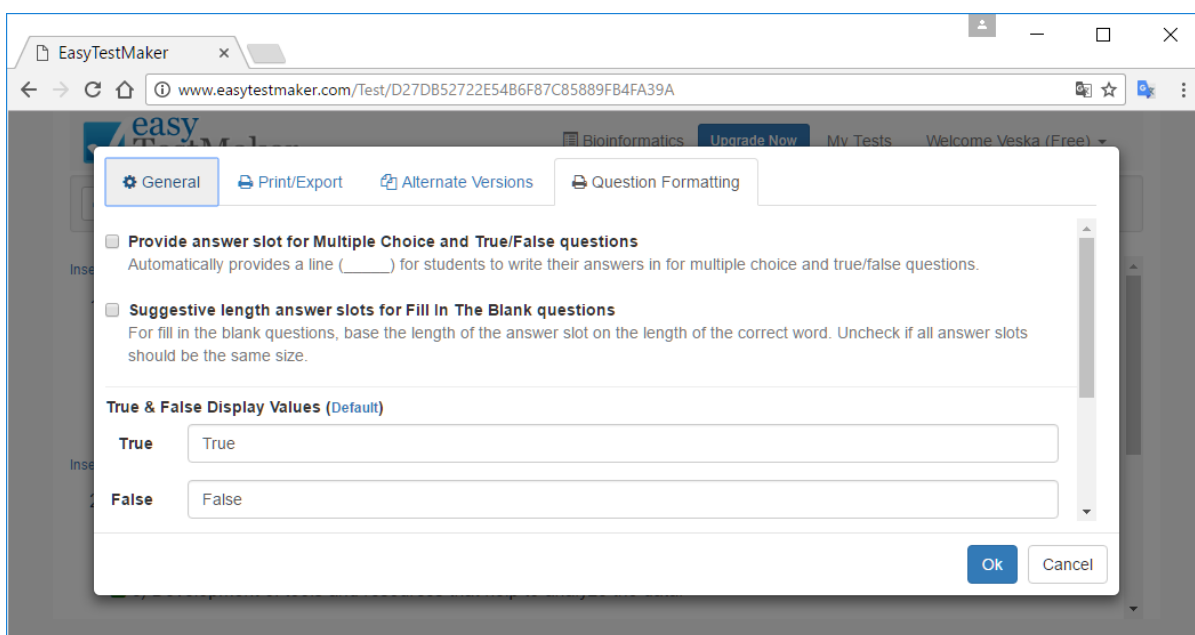 EasyTestMaker
www.easytestmaker.com/Test/D27DB52722E54B6F87C85889FB4FA39A
easy
TestMaker
Bioinformatics Upgrade Now My Tests Welcome Veska (Free)
General Print/Export Alternate Versions Question Formatting
Provide answer slot for Multiple Choice and True/False questions
Automatically provides a line (_____) for students to write their answers in for multiple choice and true/false questions.
Inse
Suggestive length answer slots for Fill In The Blank questions
For fill in the blank questions, base the length of the answer slot on the length of the correct word. Uncheck if all answer slots
should be the same size.
True & False Display Values (Default)
True True
Inse
False False
Ok Cancel